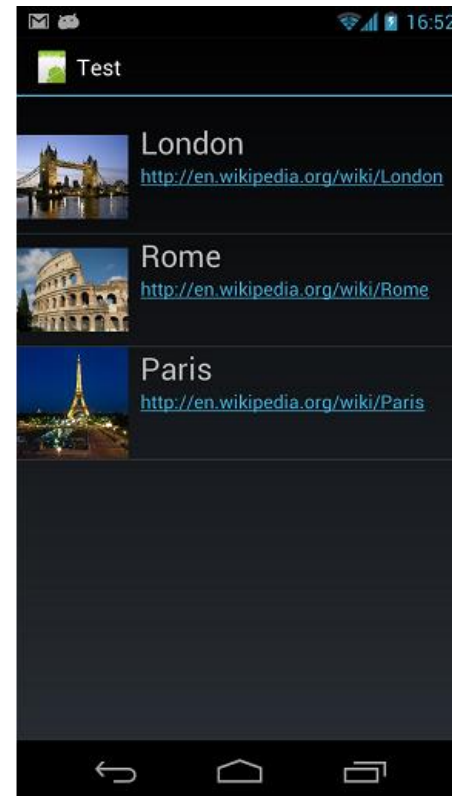 16:52
Test
London
http://en.wikipedia.org/wiki/London
Rome
http://en.wikipedia.org/wiki/Rome
Paris
http://en.wikipedia.org/wiki/Paris